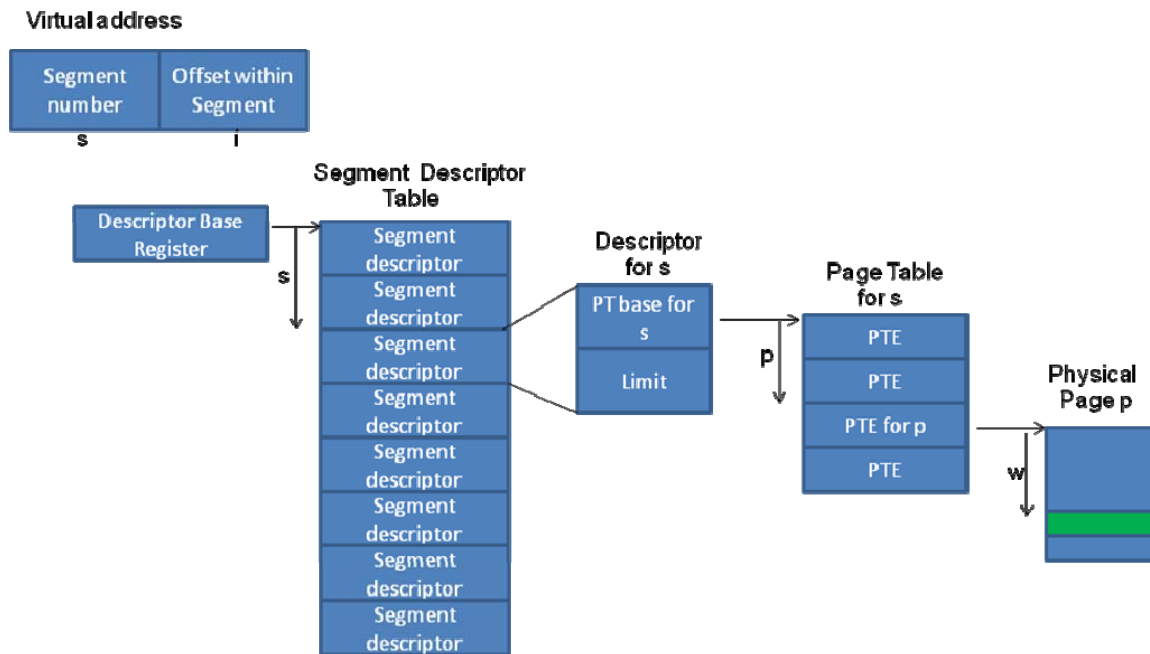 Virtual address
Segment
number
Offset within
Segment
s
i
Segment Descriptor
Table
Descriptor Base
Register
s
Segment
descriptor
Segment
descriptor
Segment
descriptor
Segment
descriptor
Segment
descriptor
Segment
descriptor
Segment
descriptor
Segment
descriptor
Descriptor
for s
PT base for
s
Limit
Page Table
for s
p
PTE
PTE
PTE for p
PTE
Physical
Page p
w